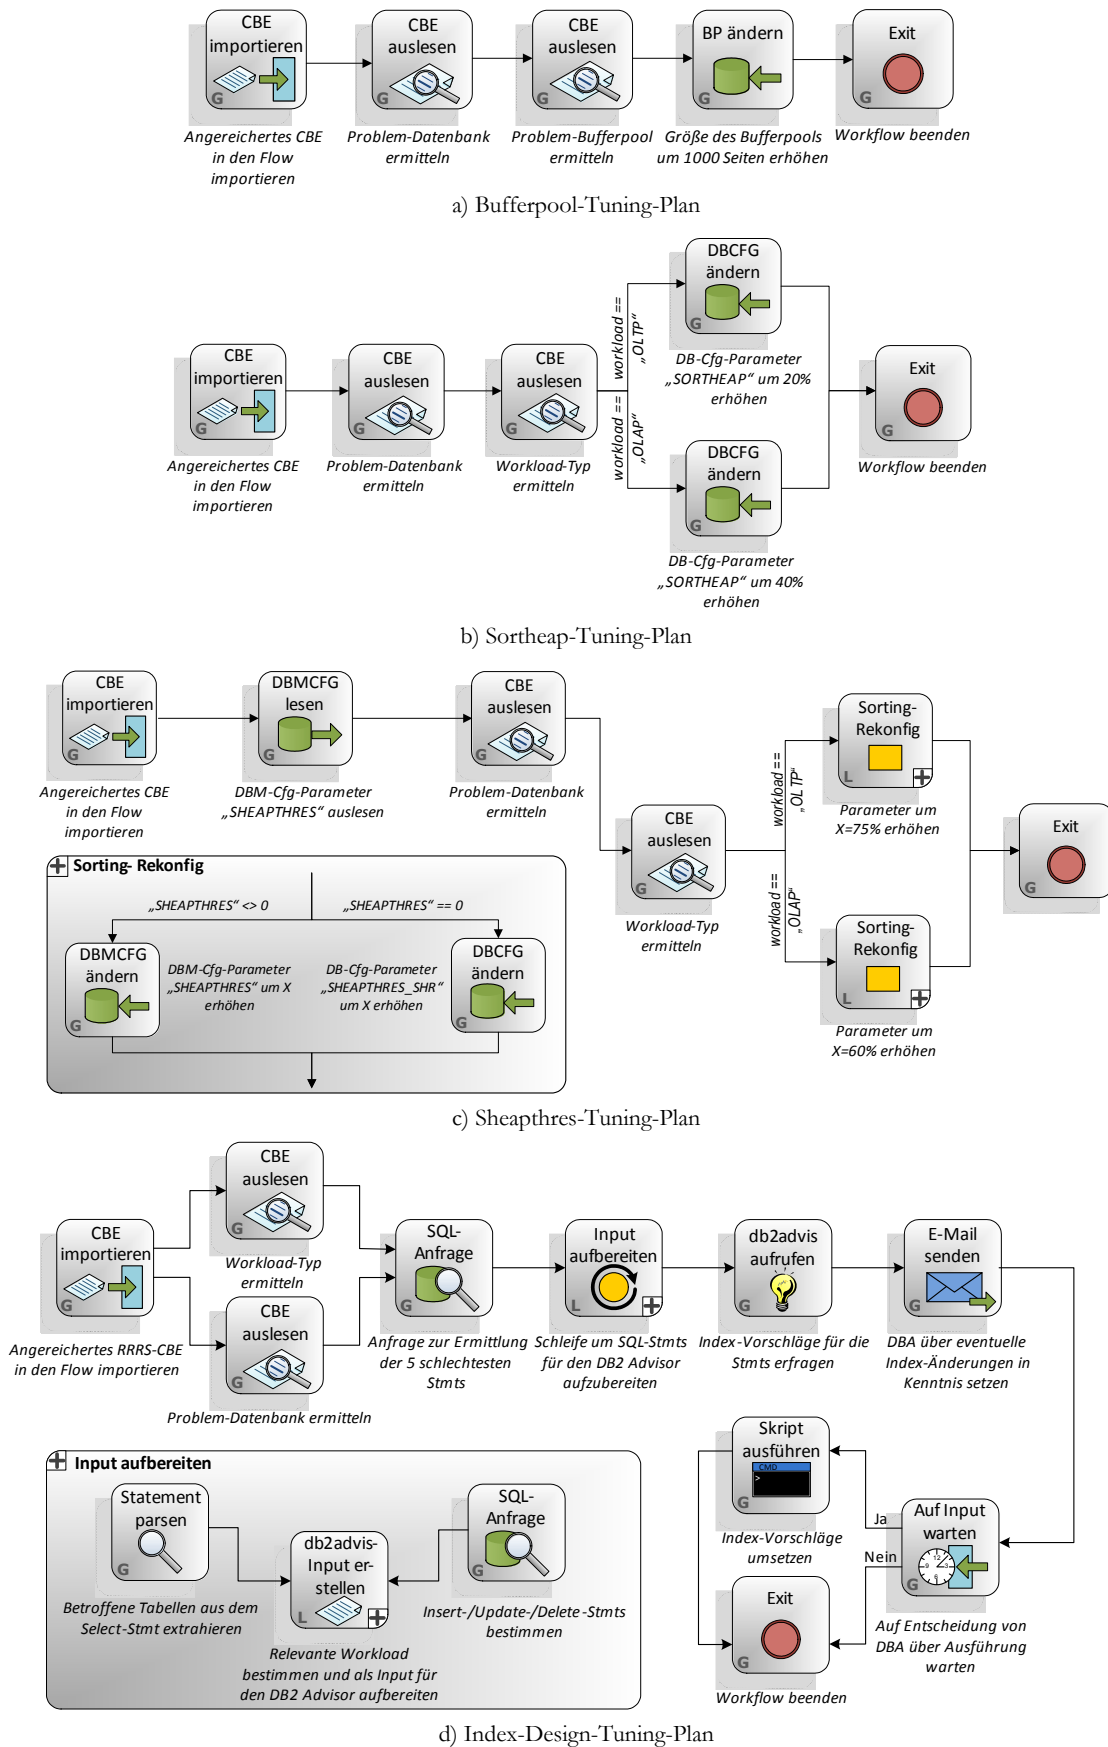 CBE
importieren
G
Angereichertes CBE
in den Flow
importieren
CBE
auslesen
G
Problem-Datenbank
ermitteln
CBE
auslesen
G
Problem-Bufferpool
ermitteln
BP ändern
G
Größe des Bufferpools
um 1000 Seiten erhöhen
Exit
G
Workflow beenden
a) Bufferpool-Tuning-Plan
CBE
importieren
G
Angereichertes CBE
in den Flow
importieren
CBE
auslesen
G
Problem-Datenbank
ermitteln
CBE
auslesen
G
Workload-Typ
ermitteln
workload ==
„OLTP“
workload ==
„OLAP“
DBCFG
ändern
G
DB-Cfg-Parameter
„SORTHEAP“ um 20%
erhöhen
DBCFG
ändern
G
DB-Cfg-Parameter
„SORTHEAP“ um 40%
erhöhen
Exit
G
Workflow beenden
b) Sortheap-Tuning-Plan
CBE
importieren
G
Angereichertes CBE
in den Flow
importieren
DBMCFG
lesen
G
DBM-Cfg-Parameter
„SHEAPTHRES“ auslesen
CBE
auslesen
G
Problem-Datenbank
ermitteln
CBE
auslesen
G
Workload-Typ
ermitteln
workload ==
„OLTP“
workload ==
„OLAP“
Sorting-
Rekonfig
L
Parameter um
X=75% erhöhen
Sorting-
Rekonfig
L
Parameter um
X=60% erhöhen
Exit
G
Sorting- Rekonfig
„SHEAPTHRES“ <> 0
„SHEAPTHRES“ == 0
DBMCFG
ändern
G
DBM-Cfg-Parameter
„SHEAPTHRES“ um X
erhöhen
DB-Cfg-Parameter
„SHEAPTHRES_SHR“
um X erhöhen
DBCFG
ändern
G
c) Sheapthres-Tuning-Plan
CBE
importieren
G
Angereichertes RRRS-CBE
in den Flow importieren
CBE
auslesen
G
Workload-Typ
ermitteln
CBE
auslesen
G
Problem-Datenbank ermitteln
SQL-
Anfrage
G
Anfrage zur Ermittlung
der 5 schlechtesten
Stmts
Input
aufbereiten
L
Schleife um SQL-Stmts
für den DB2 Advisor
aufzubereiten
db2advis
aufrufen
G
Index-Vorschläge für die
Stmts erfragen
E-Mail
senden
G
DBA über eventuelle
Index-Änderungen in
Kenntnis setzen
Auf Input
warten
12
3
6
9
G
Auf Entscheidung von
DBA über Ausführung
warten
Ja
Nein
Skript
ausführen
CMD
>
G
Index-Vorschläge
umsetzen
Exit
G
Workflow beenden
Input aufbereiten
Statement
parsen
G
Betroffene Tabellen aus dem
Select-Stmt extrahieren
db2advis-
Input er-
stellen
L
Relevante Workload
bestimmen und als Input für
den DB2 Advisor aufbereiten
SQL-
Anfrage
G
Insert-/Update-/Delete-Stmts
bestimmen
d) Index-Design-Tuning-Plan